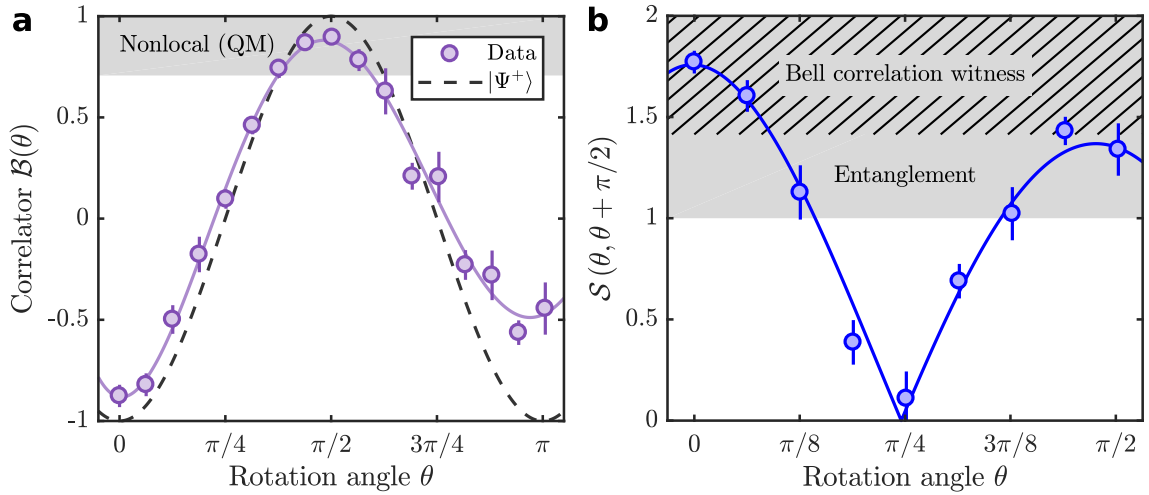 a
1
0.5
0
-0.5
-1
Correlator ℬ(θ)
Nonlocal (QM)
Data
|Ψ⁺⟩
0
π/4
π/2
3π/4
π
Rotation angle θ
b
2
1.5
1
0.5
0
𝒮(θ, θ + π/2)
Bell correlation witness
Entanglement
0
π/8
π/4
3π/8
π/2
Rotation angle θ